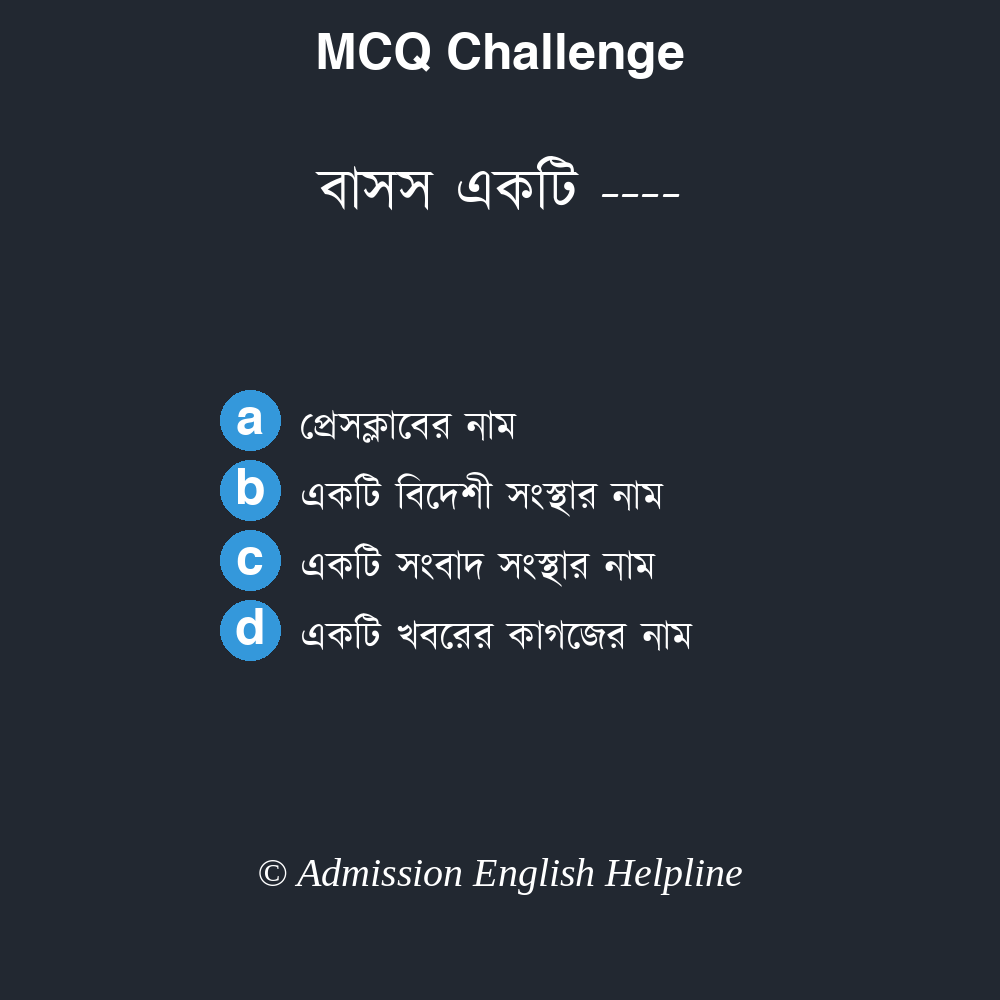 MCQ Challenge
বাসস একটি ----
a প্রেসক্লাবের নাম
b একটি বিদেশী সংস্থার নাম
c একটি সংবাদ সংস্থার নাম
d একটি খবরের কাগজের নাম
© Admission English Helpline